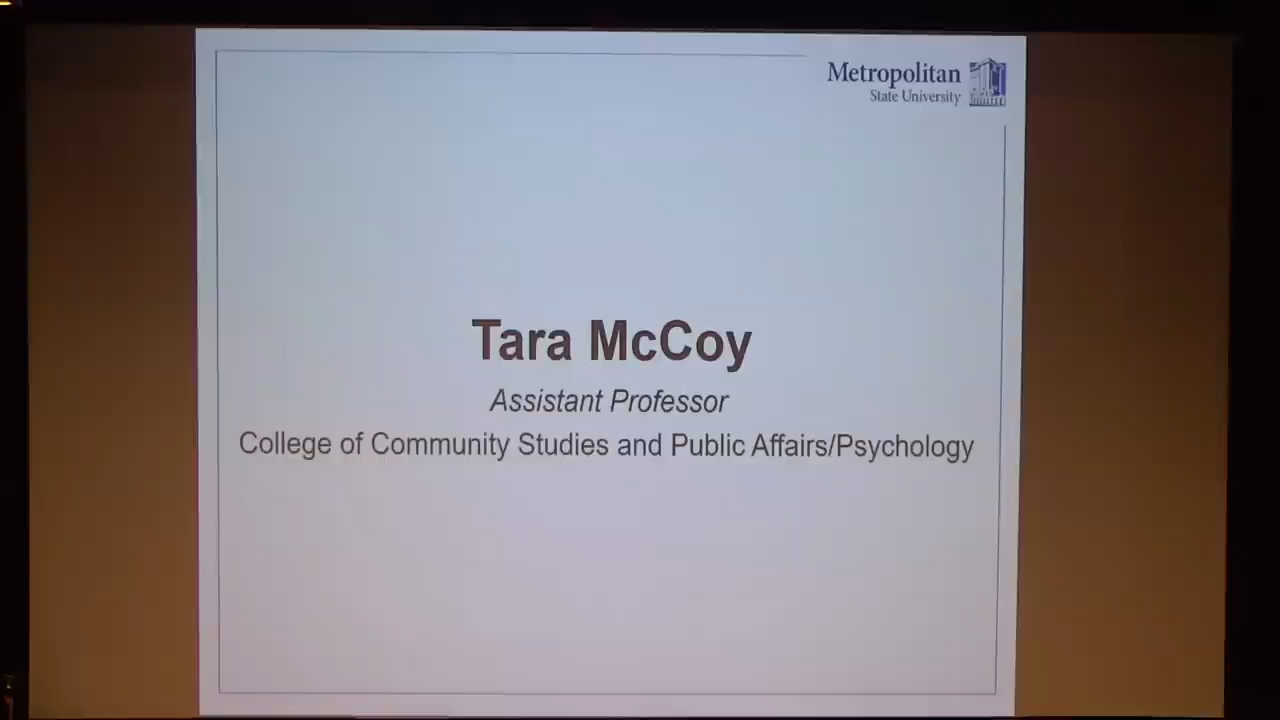 Metropolitan
State University
Tara McCoy
Assistant Professor
College of Community Studies and Public Affairs/Psychology